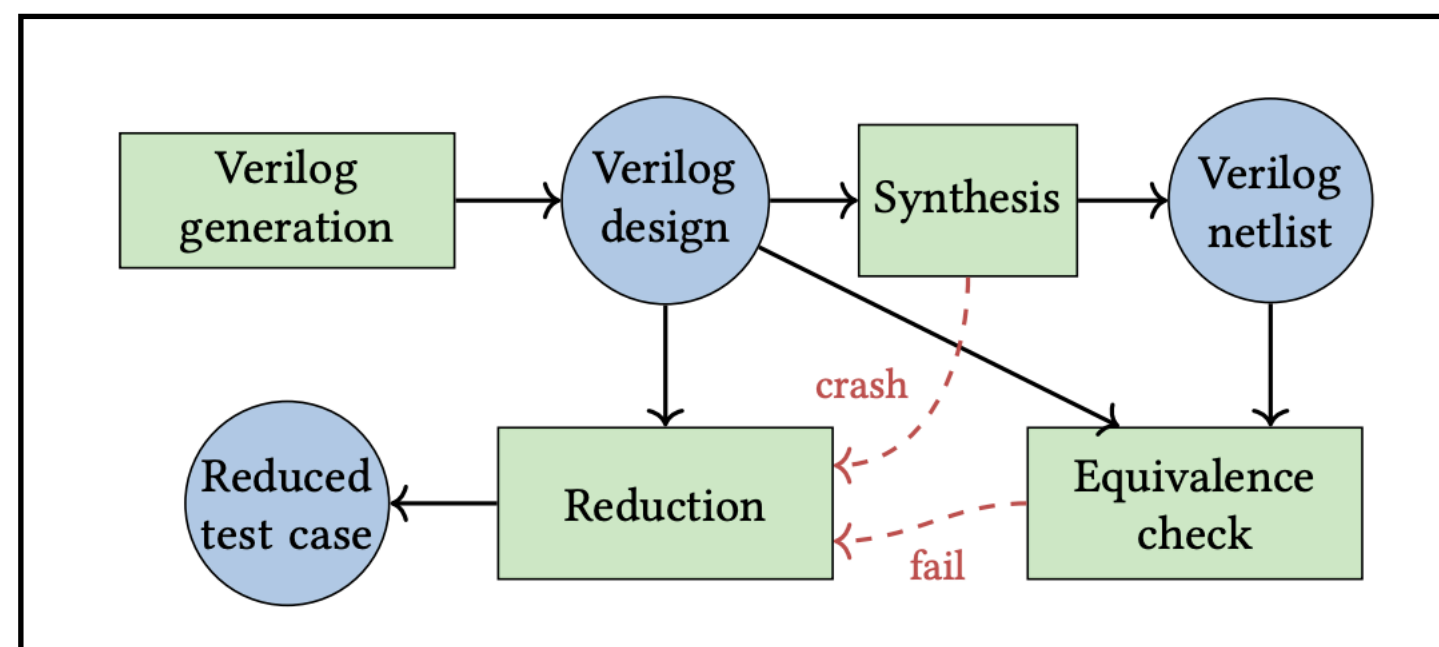 Verilog
generation
Verilog
design
Synthesis
Verilog
netlist
crash
Reduced
test case
Reduction
fail
Equivalence
check